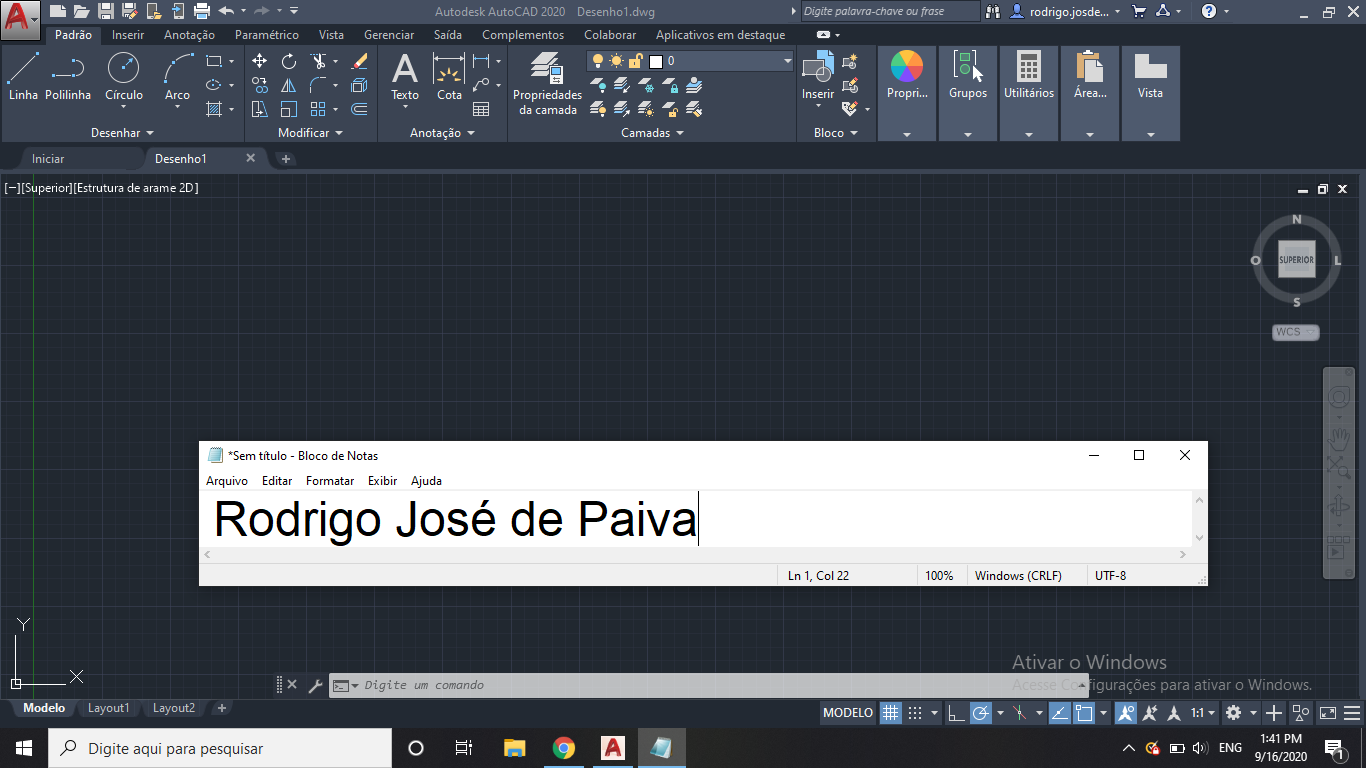 Autodesk AutoCAD 2020 Desenho1.dwg
Digite palavra-chave ou frase
rodrigo.josde...
Padrão Inserir Anotação Paramétrico Vista Gerenciar Saída Complementos Colaborar Aplicativos em destaque
Linha Polilinha Círculo Arco
Texto Cota
Propriedades da camada
0
Inserir
Propri... Grupos Utilitários Área... Vista
Desenhar Modificar Anotação Camadas Bloco
Iniciar Desenho1
[−][Superior][Estrutura de arame 2D]
N
O SUPERIOR L
S
WCS
*Sem título - Bloco de Notas
Arquivo Editar Formatar Exibir Ajuda
Rodrigo José de Paiva
Ln 1, Col 22 100% Windows (CRLF) UTF-8
Y
X
Ativar o Windows
Acesse Configurações para ativar o Windows.
Digite um comando
Modelo Layout1 Layout2
MODELO 1:1
Digite aqui para pesquisar
ENG
1:41 PM
9/16/2020
1